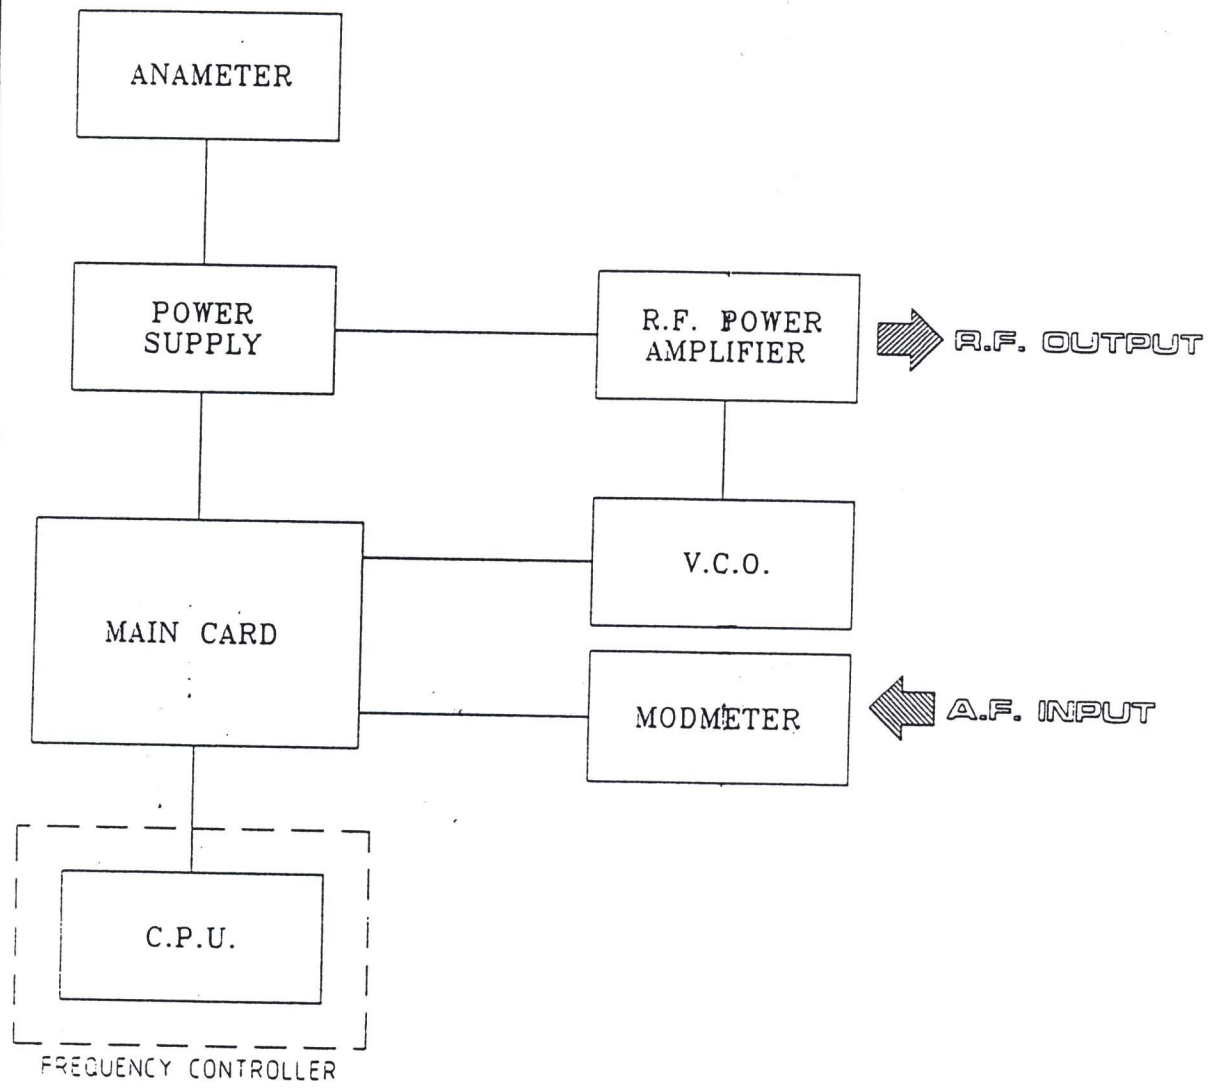 ANAMETER
POWER
SUPPLY
R.F. POWER
AMPLIFIER
R.F. OUTPUT
V.C.O.
MAIN CARD
MODMETER
A.F. INPUT
C.P.U.
FREQUENCY CONTROLLER